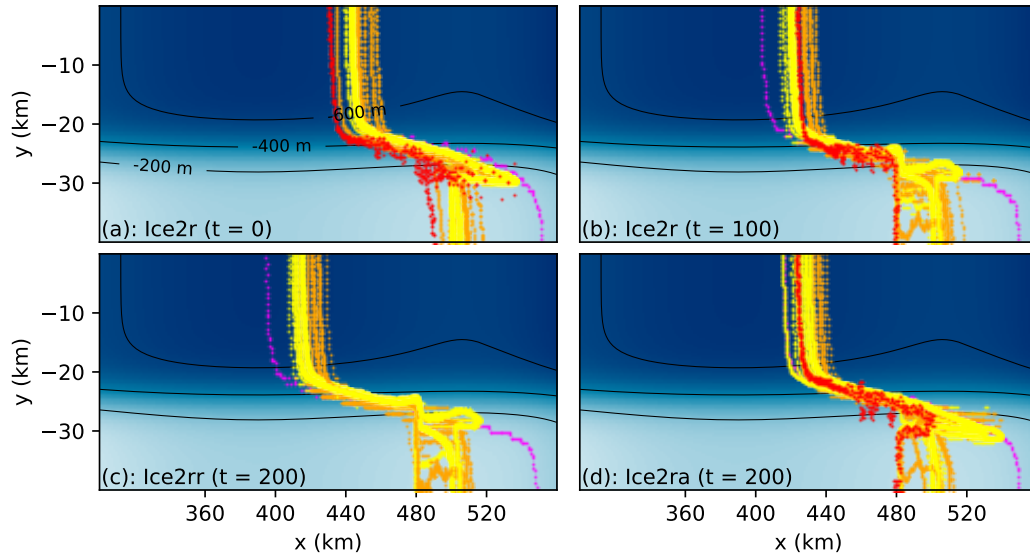 −10
−20
−30
y (km)
-600 m
-400 m
-200 m
(a): Ice2r (t = 0)
(b): Ice2r (t = 100)
−10
−20
−30
y (km)
(c): Ice2rr (t = 200)
(d): Ice2ra (t = 200)
360 400 440 480 520
360 400 440 480 520
x (km)
x (km)